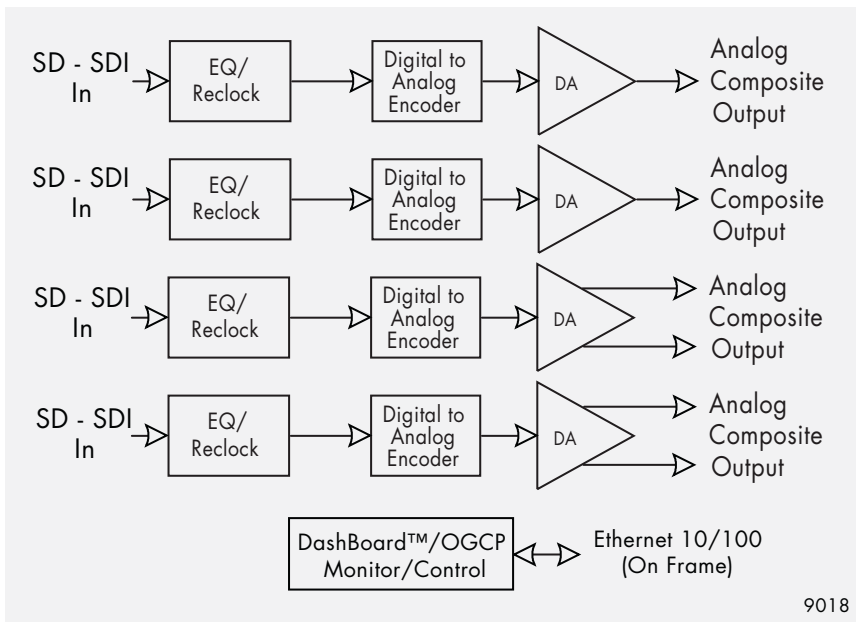 SD - SDI
In
EQ/
Reclock
Digital to
Analog
Encoder
DA
Analog
Composite
Output
SD - SDI
In
EQ/
Reclock
Digital to
Analog
Encoder
DA
Analog
Composite
Output
SD - SDI
In
EQ/
Reclock
Digital to
Analog
Encoder
DA
Analog
Composite
Output
SD - SDI
In
EQ/
Reclock
Digital to
Analog
Encoder
DA
Analog
Composite
Output
DashBoard™/OGCP
Monitor/Control
Ethernet 10/100
(On Frame)
9018